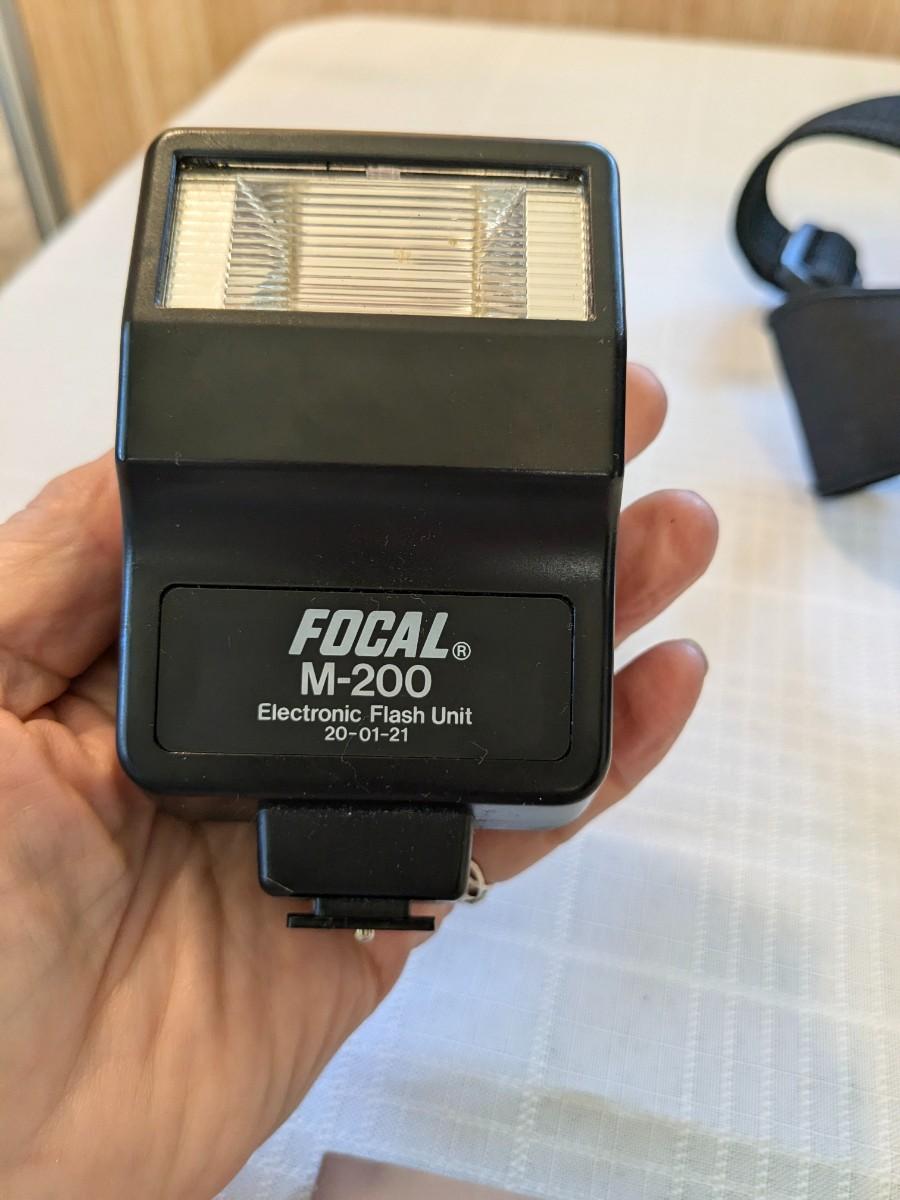 FOCAL®
M-200
Electronic Flash Unit
20-01-21